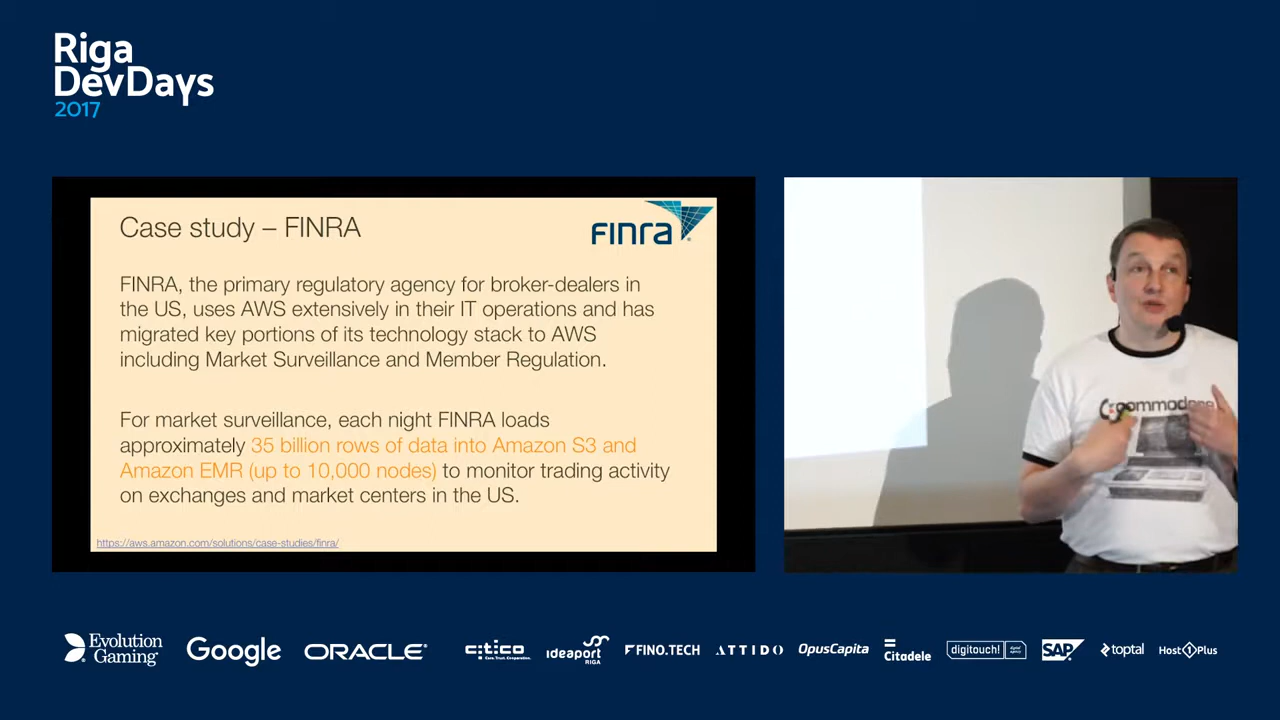 Riga
DevDays
2017
Case study – FINRA
FINRA
FINRA, the primary regulatory agency for broker-dealers in
the US, uses AWS extensively in their IT operations and has
migrated key portions of its technology stack to AWS
including Market Surveillance and Member Regulation.
For market surveillance, each night FINRA loads
approximately 35 billion rows of data into Amazon S3 and
Amazon EMR (up to 10,000 nodes) to monitor trading activity
on exchanges and market centers in the US.
https://aws.amazon.com/solutions/case-studies/finra/
commodore
Evolution
Gaming
Google
ORACLE
citco
Core. Trust. Cooperation.
ideaport
RIGA
FINO.TECH
ATTIDO
OpusCapita
Citadele
digitouch!
SAP
toptal
Host1Plus